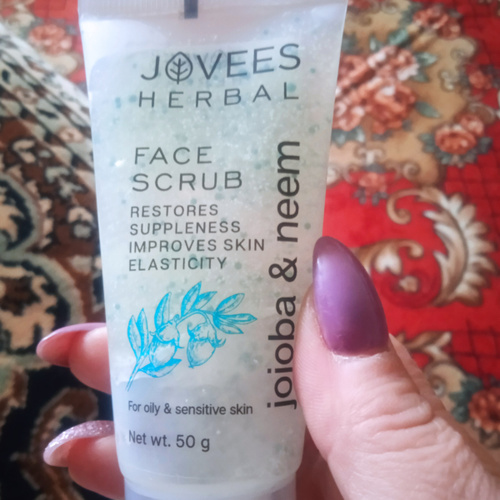 JOVEES
HERBAL
FACE
SCRUB
RESTORES
SUPPLENESS
IMPROVES SKIN
ELASTICITY
jojoba & neem
For oily & sensitive skin
Net wt. 50 g